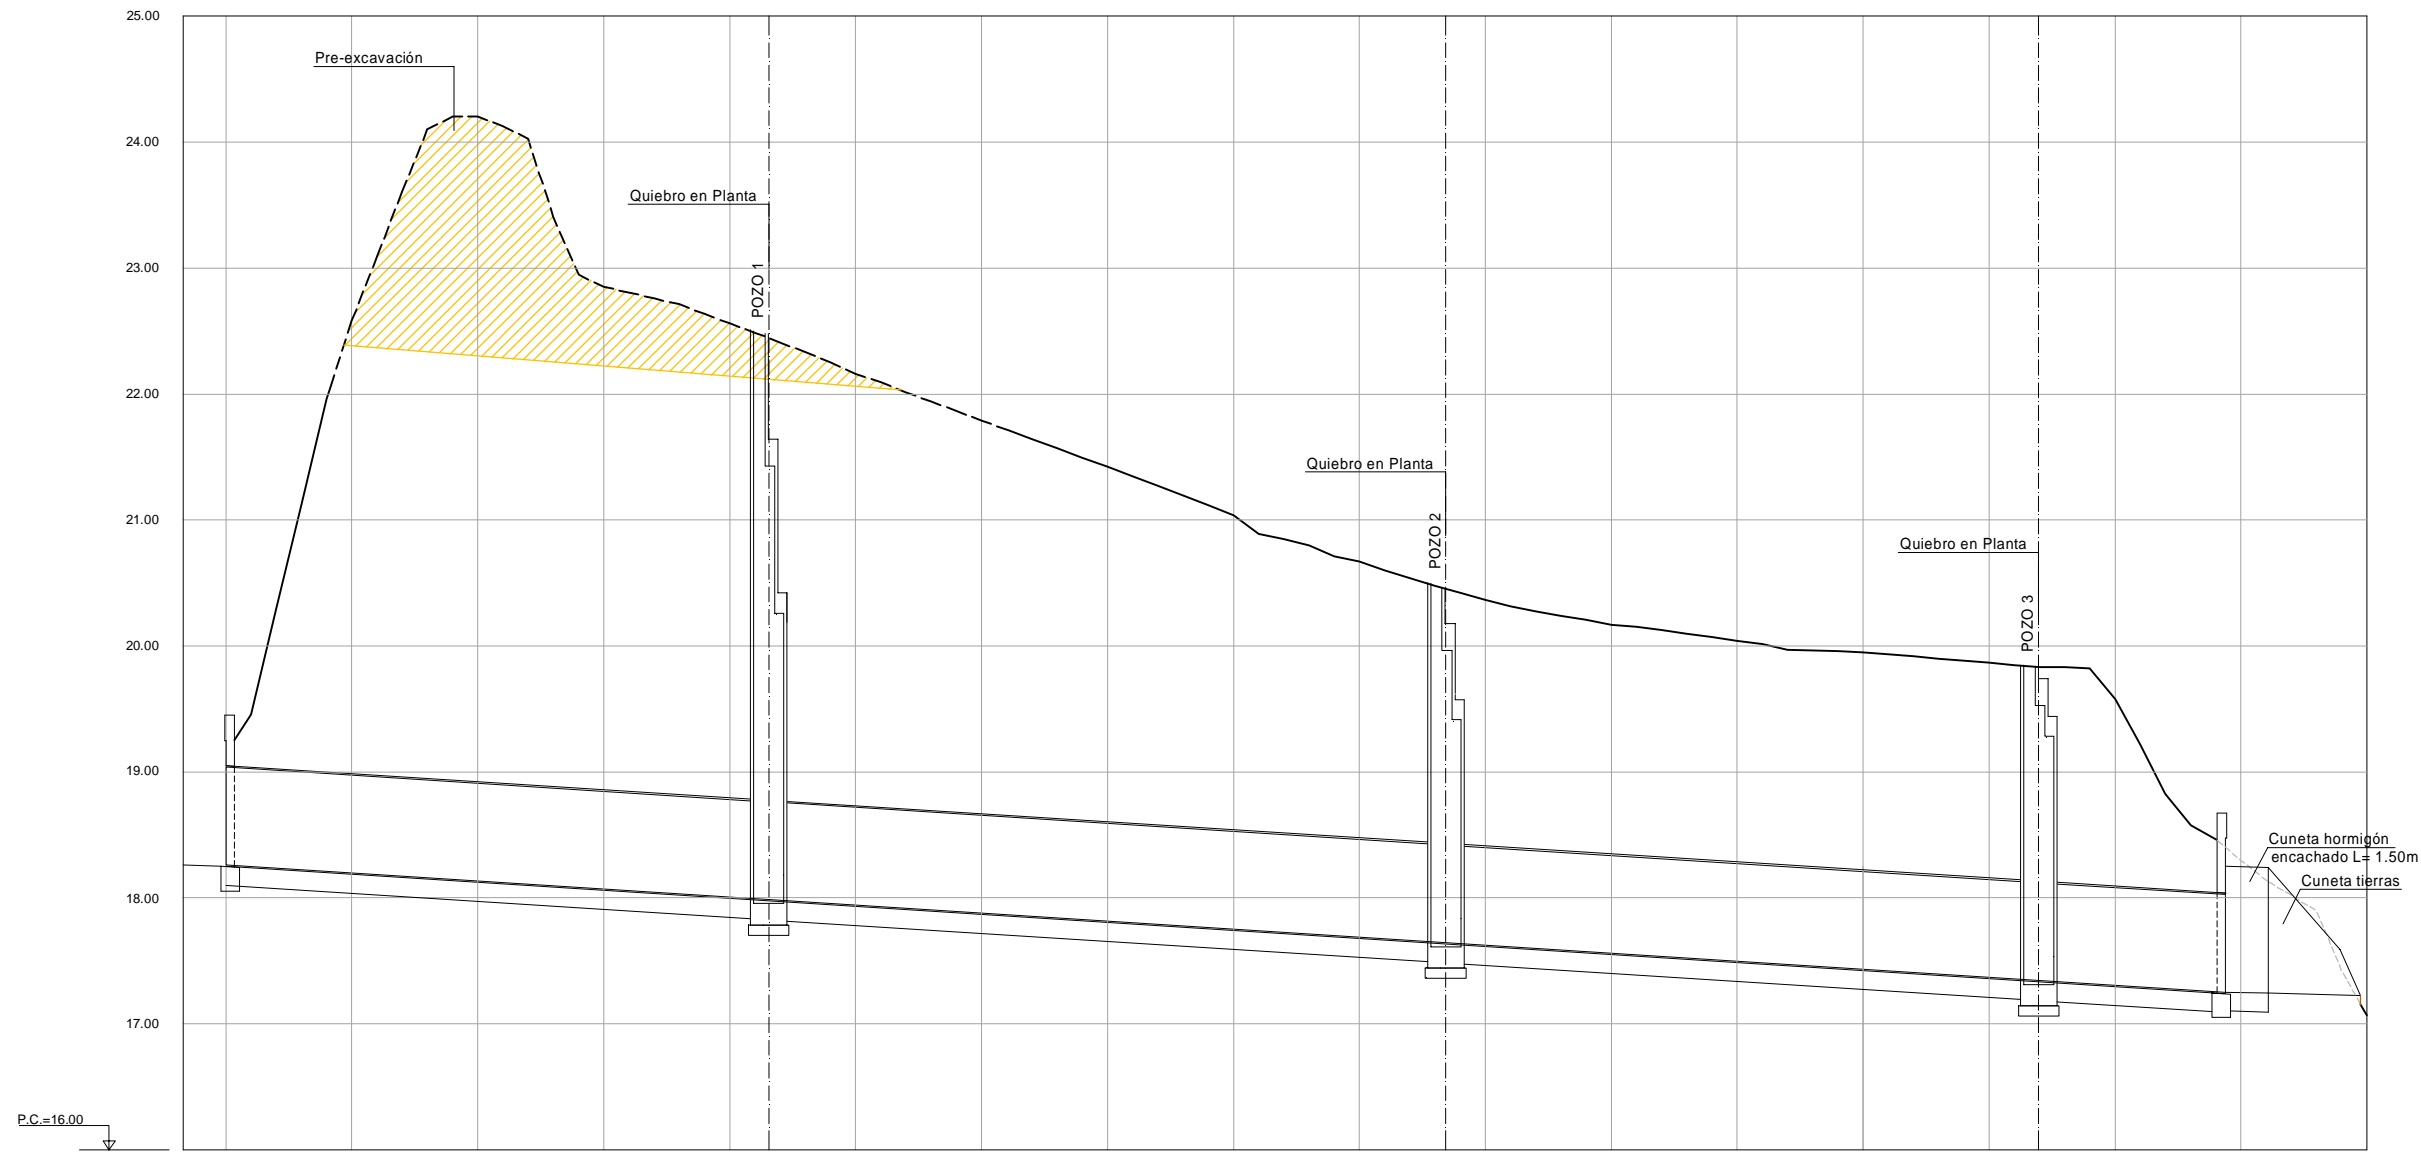 25.00
Pre-excavación
24.00
Quiebro en Planta
23.00
POZO 1
22.00
Quiebro en Planta
21.00
POZO 2
Quiebro en Planta
20.00
POZO 3
19.00
Cuneta hormigón
encachado L= 1.50m
Cuneta tierras
18.00
17.00
P.C.=16.00